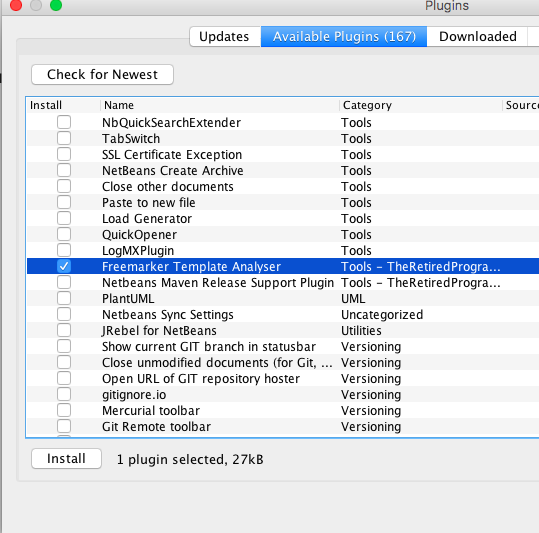 Plugins
Updates Available Plugins (167) Downloaded
Check for Newest
Install Name Category Source
NbQuickSearchExtender Tools
TabSwitch Tools
SSL Certificate Exception Tools
NetBeans Create Archive Tools
Close other documents Tools
Paste to new file Tools
Load Generator Tools
QuickOpener Tools
LogMXPlugin Tools
Freemarker Template Analyser Tools - TheRetiredProgra...
Netbeans Maven Release Support Plugin Tools - TheRetiredProgra...
PlantUML UML
Netbeans Sync Settings Uncategorized
JRebel for NetBeans Utilities
Show current GIT branch in statusbar Versioning
Close unmodified documents (for Git, ... Versioning
Open URL of GIT repository hoster Versioning
gitignore.io Versioning
Mercurial toolbar Versioning
Git Remote toolbar Versioning
Install 1 plugin selected, 27kB